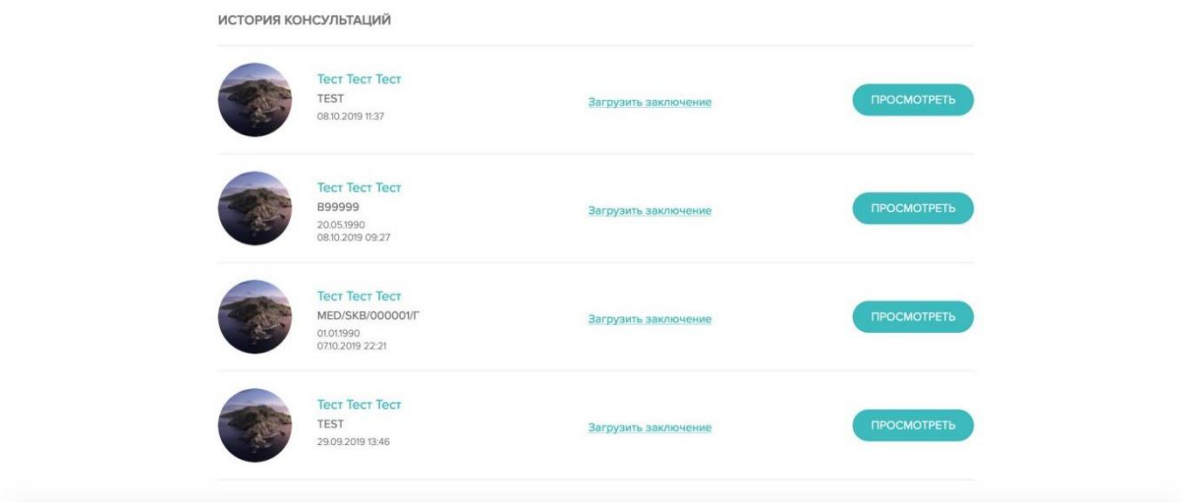 ИСТОРИЯ КОНСУЛЬТАЦИЙ
Тест Тест Тест
TEST
08.10.2019 11:37
Загрузить заключение
ПРОСМОТРЕТЬ
Тест Тест Тест
B99999
20.05.1990
08.10.2019 09:27
Загрузить заключение
ПРОСМОТРЕТЬ
Тест Тест Тест
MED/SKB/000001/Г
01.01.1990
07.10.2019 22:21
Загрузить заключение
ПРОСМОТРЕТЬ
Тест Тест Тест
TEST
29.09.2019 13:46
Загрузить заключение
ПРОСМОТРЕТЬ